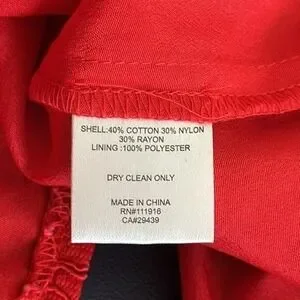 SHELL:40% COTTON 30% NYLON
30% RAYON
LINING :100% POLYESTER
DRY CLEAN ONLY
MADE IN CHINA
RN#111916
CA#29439